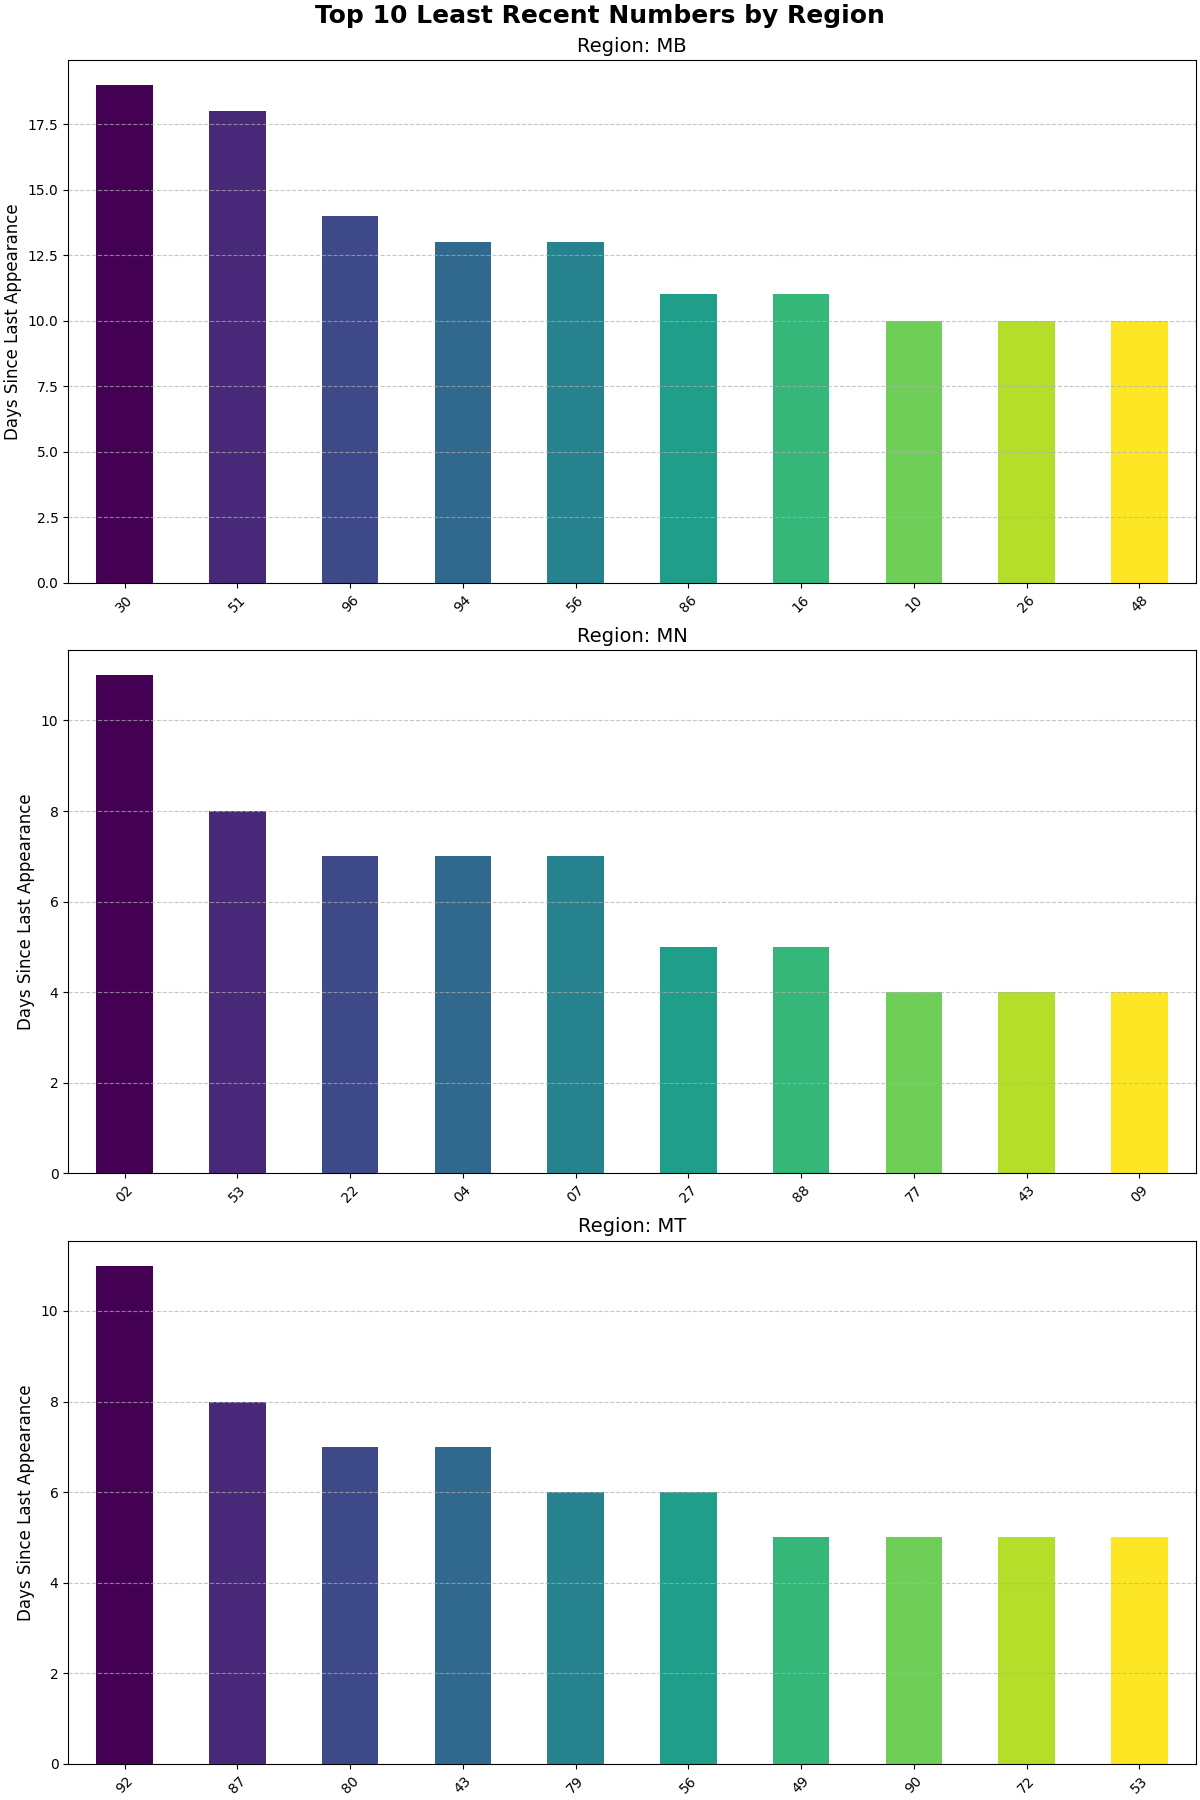 Top 10 Least Recent Numbers by Region
Region: MB
Days Since Last Appearance
17.5
15.0
12.5
10.0
7.5
5.0
2.5
0.0
30 51 96 94 56 86 16 10 26 48
Region: MN
Days Since Last Appearance
10
8
6
4
2
0
02 53 22 04 07 27 88 77 43 09
Region: MT
Days Since Last Appearance
10
8
6
4
2
0
92 87 80 43 79 56 49 90 72 53